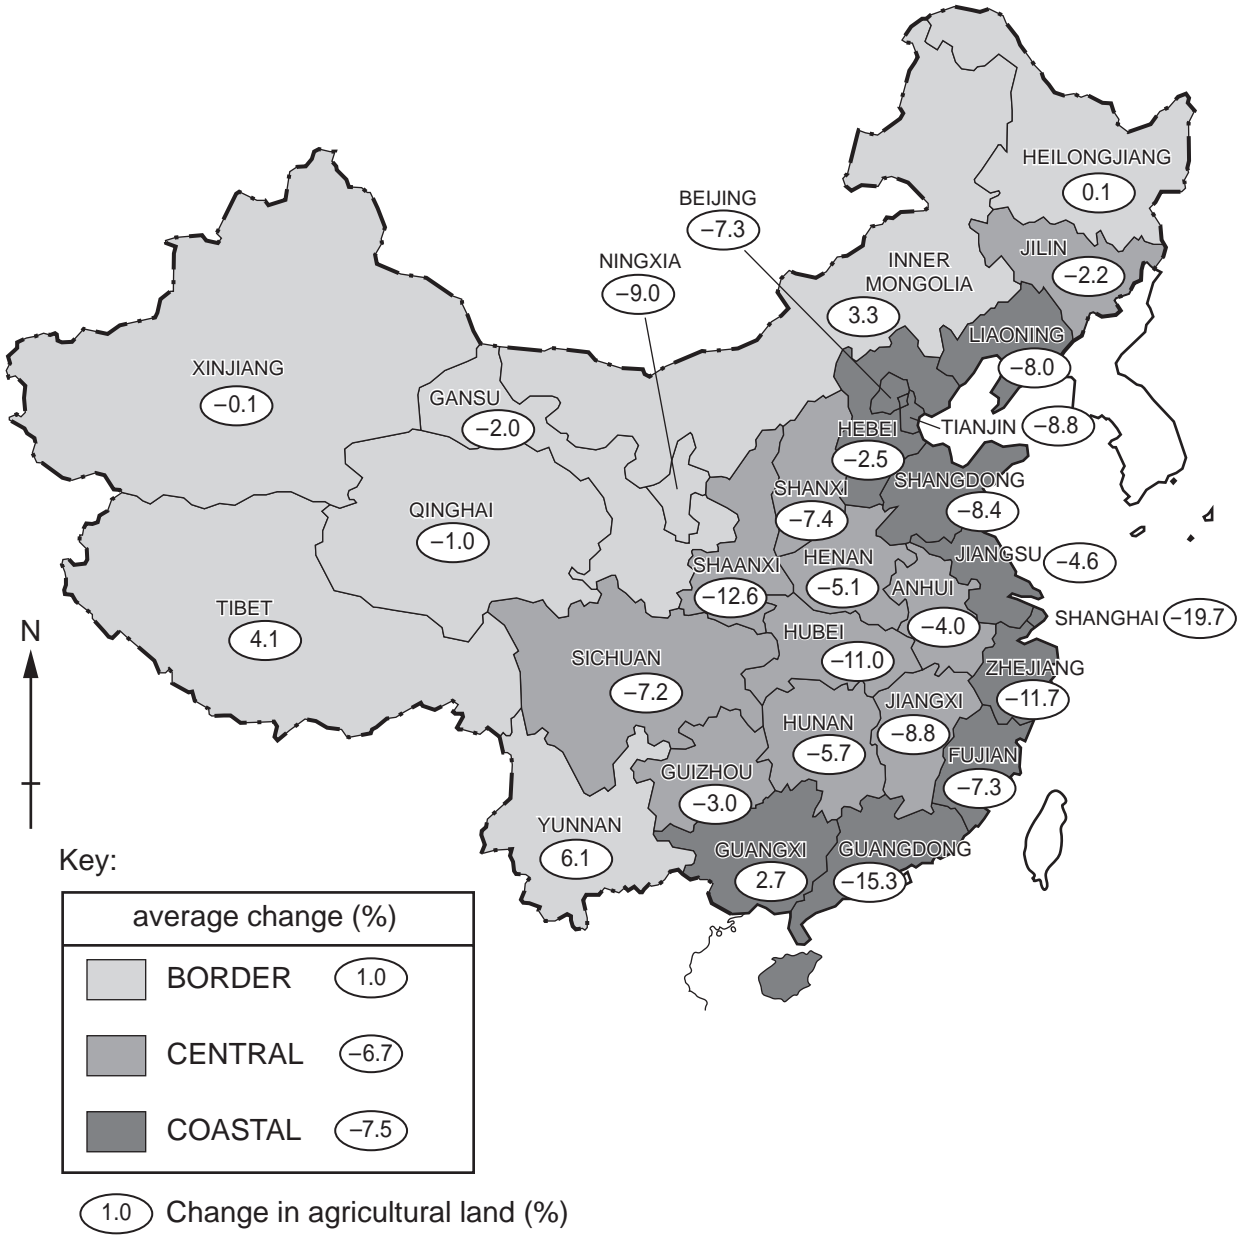 HEILONGJIANG
0.1
BEIJING
–7.3
JILIN
–2.2
NINGXIA
–9.0
INNER
MONGOLIA
3.3
LIAONING
–8.0
XINJIANG
–0.1
GANSU
–2.0
TIANJIN
–8.8
HEBEI
–2.5
SHANGDONG
–8.4
SHANXI
–7.4
QINGHAI
–1.0
JIANGSU
–4.6
HENAN
–5.1
SHAANXI
–12.6
ANHUI
–4.0
TIBET
4.1
SHANGHAI
–19.7
N
HUBEI
–11.0
SICHUAN
–7.2
ZHEJIANG
–11.7
JIANGXI
–8.8
HUNAN
–5.7
FUJIAN
–7.3
GUIZHOU
–3.0
YUNNAN
6.1
GUANGXI
2.7
GUANGDONG
–15.3
Key:
average change (%)
BORDER 1.0
CENTRAL –6.7
COASTAL –7.5
1.0 Change in agricultural land (%)